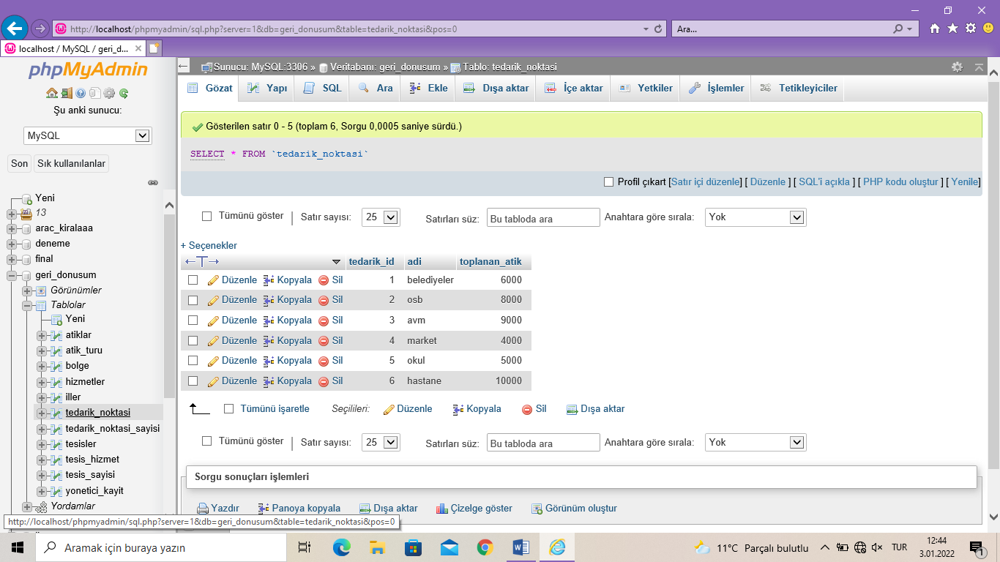 http://localhost/phpmyadmin/sql.php?server=1&db=geri_donusum&table=tedarik_noktasi&pos=0
Ara...
localhost / MySQL / geri_d...
phpMyAdmin
Şu anki sunucu:
MySQL
Son Sık kullanılanlar
Yeni
13
arac_kiralaaa
deneme
final
geri_donusum
Görünümler
Tablolar
Yeni
atiklar
atik_turu
bolge
hizmetler
iller
tedarik_noktasi
tedarik_noktasi_sayisi
tesisler
tesis_hizmet
tesis_sayisi
yonetici_kayit
Yordamlar
Sunucu: MySQL:3306 » Veritabanı: geri_donusum » Tablo: tedarik_noktasi
Gözat Yapı SQL Ara Ekle Dışa aktar İçe aktar Yetkiler İşlemler Tetikleyiciler
Gösterilen satır 0 - 5 (toplam 6, Sorgu 0,0005 saniye sürdü.)
SELECT * FROM `tedarik_noktasi`
Profil çıkart [Satır içi düzenle] [ Düzenle ] [ SQL'i açıkla ] [ PHP kodu oluştur ] [ Yenile]
Tümünü göster | Satır sayısı: 25 Satırları süz: Bu tabloda ara Anahtara göre sırala: Yok
+ Seçenekler
←T→ tedarik_id adi toplanan_atik
Düzenle Kopyala Sil 1 belediyeler 6000
Düzenle Kopyala Sil 2 osb 8000
Düzenle Kopyala Sil 3 avm 9000
Düzenle Kopyala Sil 4 market 4000
Düzenle Kopyala Sil 5 okul 5000
Düzenle Kopyala Sil 6 hastane 10000
Tümünü işaretle Seçilileri: Düzenle Kopyala Sil Dışa aktar
Tümünü göster | Satır sayısı: 25 Satırları süz: Bu tabloda ara Anahtara göre sırala: Yok
Sorgu sonuçları işlemleri
Yazdır Panoya kopyala Dışa aktar Çizelge göster Görünüm oluştur
http://localhost/phpmyadmin/sql.php?server=1&db=geri_donusum&table=tedarik_noktasi&pos=0
Aramak için buraya yazın
11°C Parçalı bulutlu
TUR
12:44
3.01.2022
1